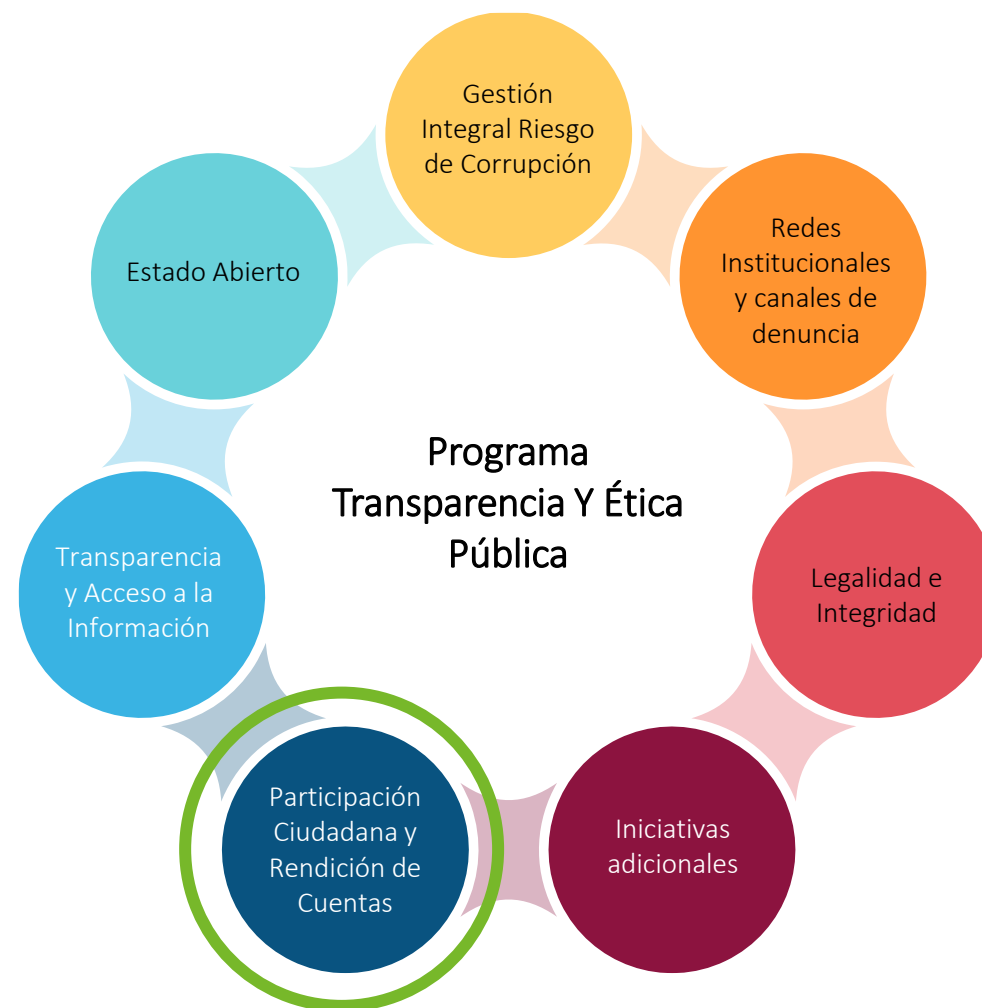 Gestión
Integral Riesgo
de Corrupción
Redes
Institucionales
y canales de
denuncia
Estado Abierto
Programa
Transparencia Y Ética
Pública
Transparencia
y Acceso a la
Información
Legalidad e
Integridad
Participación
Ciudadana y
Rendición de
Cuentas
Iniciativas
adicionales